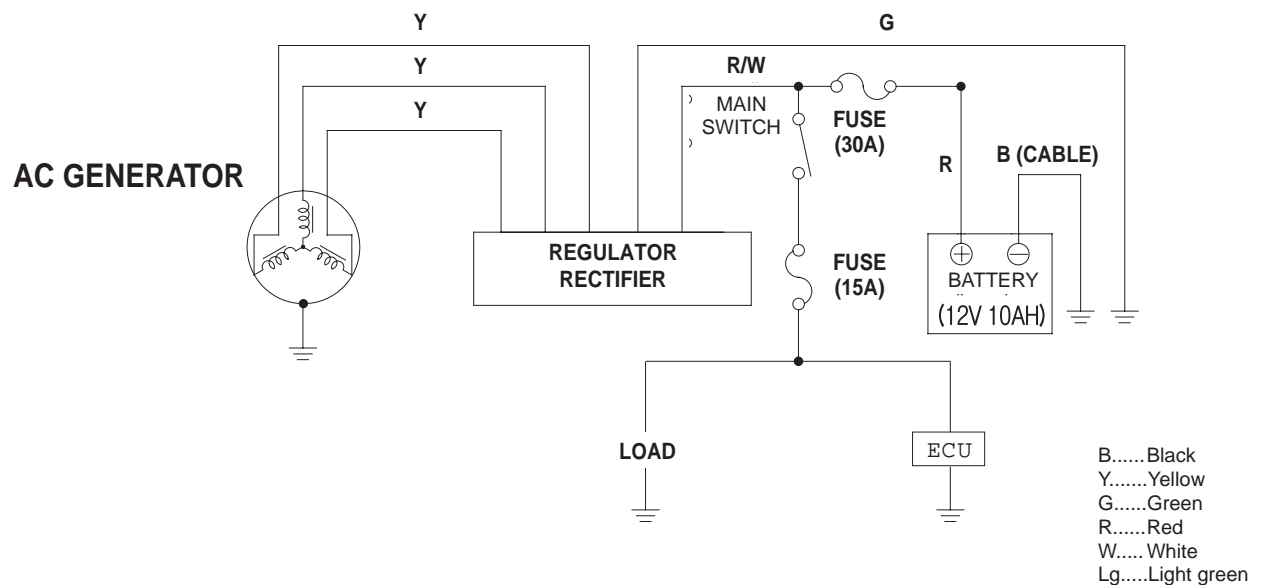 Y
G
Y
R/W
Y
MAIN
SWITCH
FUSE
(30A)
R
B (CABLE)
AC GENERATOR
REGULATOR
RECTIFIER
FUSE
(15A)
BATTERY
(12V 10AH)
LOAD
ECU
B......Black
Y.......Yellow
G......Green
R......Red
W..... White
Lg.....Light green